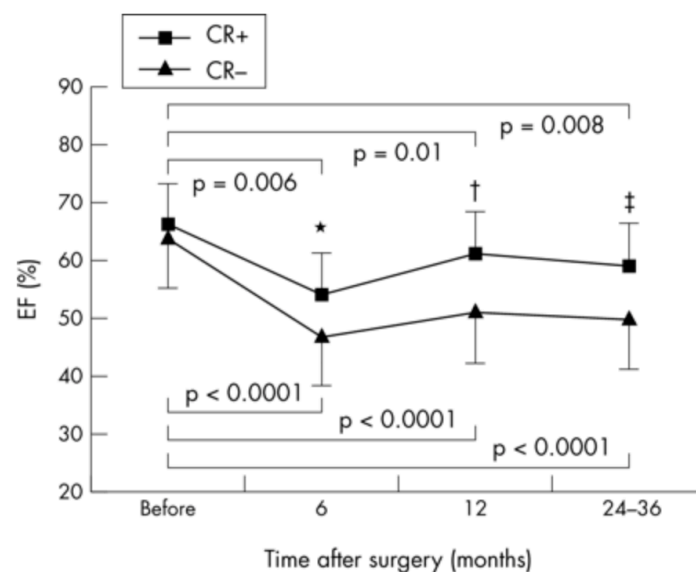 CR+
CR–
90
p = 0.008
80
p = 0.01
p = 0.006
70
†
‡
★
60
EF (%)
50
40
p < 0.0001
p < 0.0001
30
p < 0.0001
20
Before 6 12 24–36
Time after surgery (months)